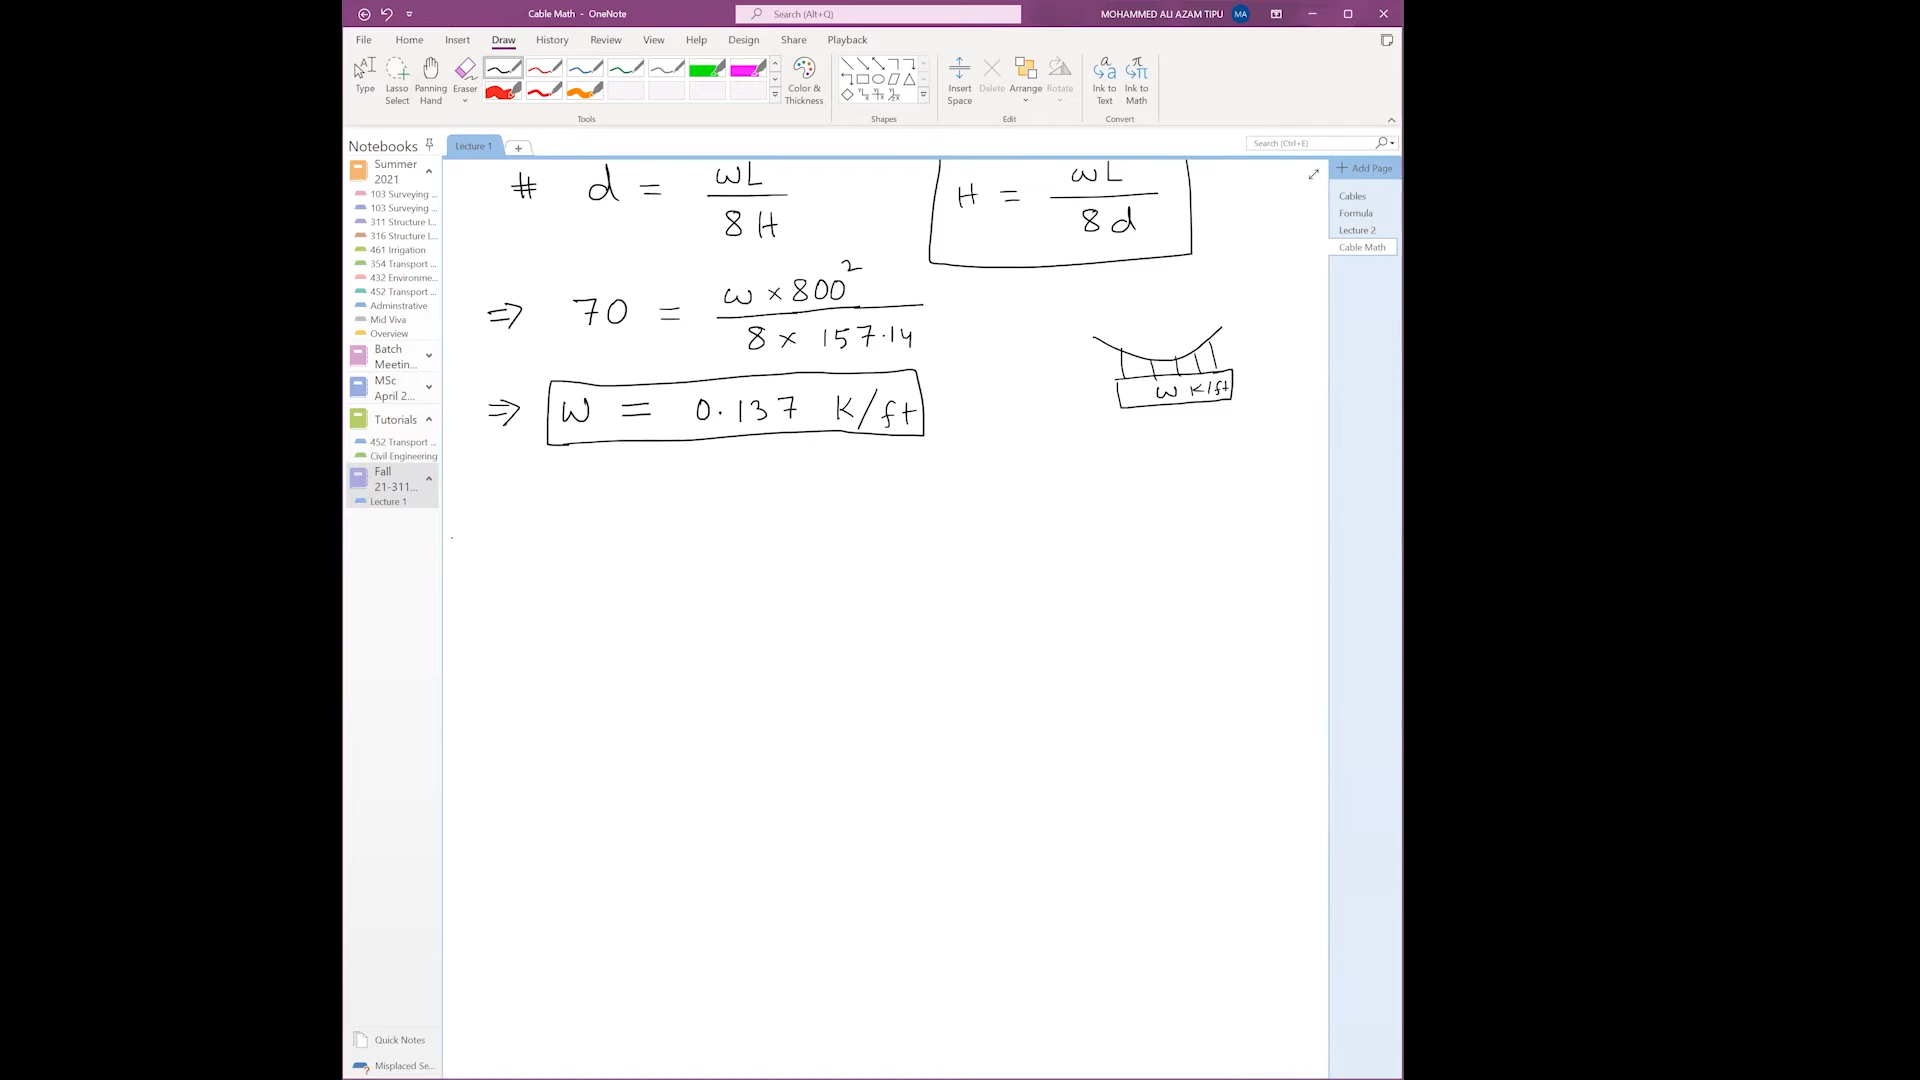 Cable Math - OneNote
Search (Alt+Q)
MOHAMMED ALI AZAM TIPU
MA
File Home Insert Draw History Review View Help Design Share Playback
Type
Lasso Select
Panning Hand
Eraser
Color & Thickness
Insert Space
Delete
Arrange
Rotate
Ink to Text
Ink to Math
Tools
Shapes
Edit
Convert
Notebooks
Lecture 1
Search (Ctrl+E)
Summer 2021
103 Surveying ...
103 Surveying ...
311 Structure I...
316 Structure L...
461 Irrigation
354 Transport ...
432 Environme...
452 Transport ...
Adminstrative
Mid Viva
Overview
Batch Meetin...
MSc April 2...
Tutorials
452 Transport ...
Civil Engineering
Fall 21-311...
Lecture 1
Quick Notes
Misplaced Se...
Add Page
Cables
Formula
Lecture 2
Cable Math
# d = ωL / 8H
H = ωL / 8d
⇒ 70 = ω × 800² / 8 × 157.14
ω K/ft
⇒ W = 0.137 K/ft